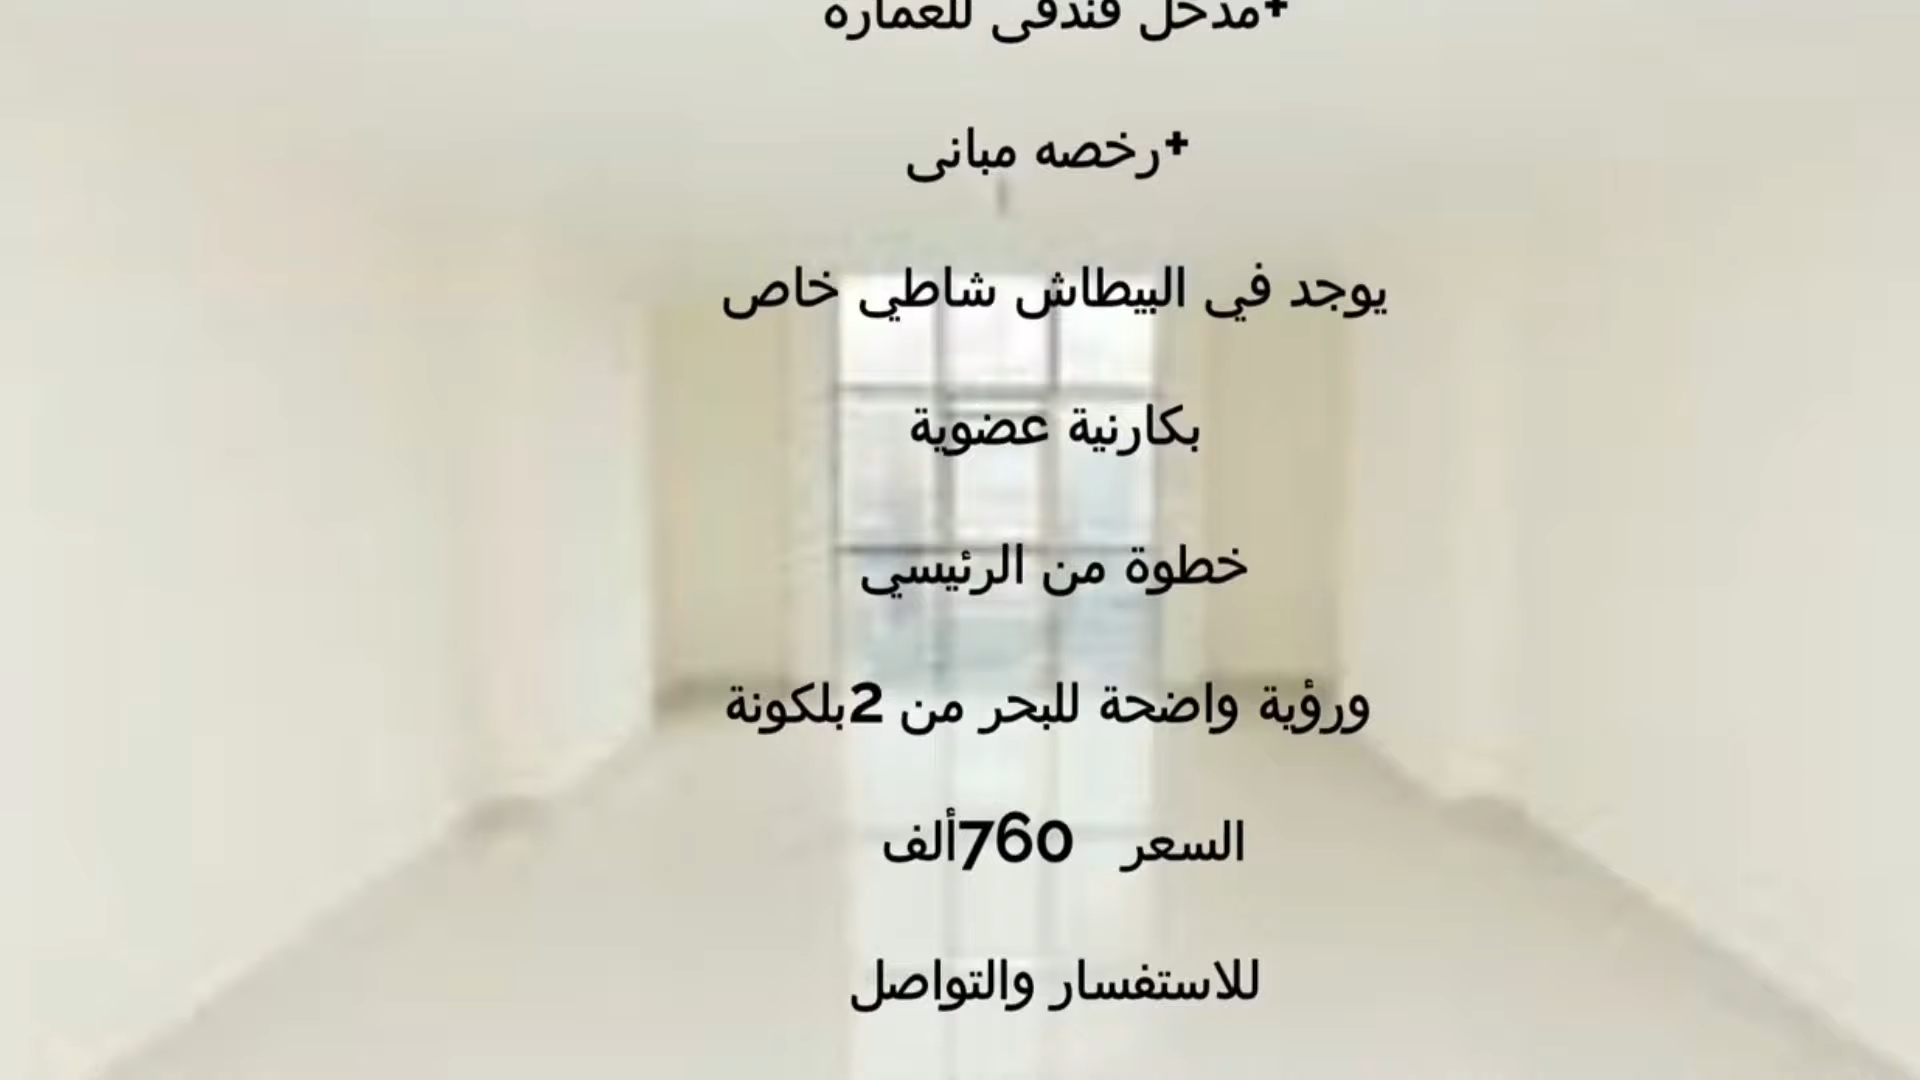 +مدخل فندقى للعماره
+رخصه مبانى
يوجد في البيطاش شاطي خاص
بكارنية عضوية
خطوة من الرئيسي
ورؤية واضحة للبحر من 2بلكونة
السعر 760ألف
للاستفسار والتواصل